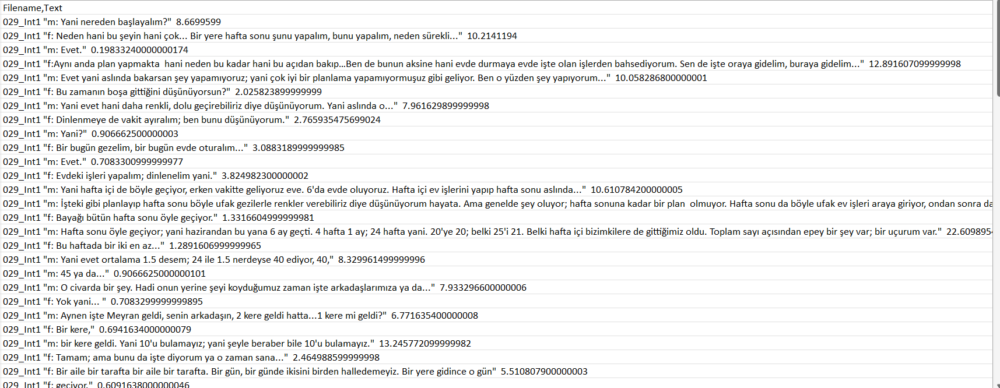 Filename,Text
029_Int1 "m: Yani nereden başlayalım?"  8.6699599
029_Int1 "f: Neden hani bu şeyin hani çok... Bir yere hafta sonu şunu yapalım, bunu yapalım, neden sürekli..."  10.2141194
029_Int1 "m: Evet."  0.19833240000000174
029_Int1 "f:Aynı anda plan yapmakta  hani neden bu kadar hani bu açıdan bakıp...Ben de bunun aksine hani evde durmaya evde işte olan işlerden bahsediyorum. Sen de işte oraya gidelim, buraya gidelim..."  12.891607099999998
029_Int1 "m: Evet yani aslında bakarsan şey yapamıyoruz; yani çok iyi bir planlama yapamıyormuşuz gibi geliyor. Ben o yüzden şey yapıyorum..."  10.058286800000001
029_Int1 "f: Bu zamanın boşa gittiğini düşünüyorsun?"  2.025823899999999
029_Int1 "m: Yani evet hani daha renkli, dolu geçirebiliriz diye düşünüyorum. Yani aslında o..."  7.961629899999998
029_Int1 "f: Dinlenmeye de vakit ayıralım; ben bunu düşünüyorum."  2.765935475699024
029_Int1 "m: Yani?"  0.906662500000003
029_Int1 "f: Bir bugün gezelim, bir bugün evde oturalım..."  3.0883189999999985
029_Int1 "m: Evet."  0.7083300999999977
029_Int1 "f: Evdeki işleri yapalım; dinlenelim yani."  3.824982300000002
029_Int1 "m: Yani hafta içi de böyle geçiyor, erken vakitte geliyoruz eve. 6'da evde oluyoruz. Hafta içi ev işlerini yapıp hafta sonu aslında..."  10.610784200000005
029_Int1 "m: İşteki gibi planlayıp hafta sonu böyle ufak gezilerle renkler verebiliriz diye düşünüyorum hayata. Ama genelde şey oluyor; hafta sonuna kadar bir plan  olmuyor. Hafta sonu da böyle ufak ev işleri araya giriyor, ondan sonra da
029_Int1 "f: Bayağı bütün hafta sonu öyle geçiyor."  1.3316604999999981
029_Int1 "m: Hafta sonu öyle geçiyor; yani hazirandan bu yana 6 ay geçti. 4 hafta 1 ay; 24 hafta yani. 20'ye 20; belki 25'i 21. Belki hafta içi bizimkilere de gittiğimiz oldu. Toplam sayı açısından epey bir şey var; bir uçurum var."  22.609895
029_Int1 "f: Bu haftada bir iki en az..."  1.2891606999999965
029_Int1 "m: Yani evet ortalama 1.5 desem; 24 ile 1.5 nerdeyse 40 ediyor, 40,"  8.329961499999996
029_Int1 "m: 45 ya da..."  0.9066625000000101
029_Int1 "m: O civarda bir şey. Hadi onun yerine şeyi koyduğumuz zaman işte arkadaşlarımıza ya da..."  7.933296600000006
029_Int1 "f: Yok yani... "  0.7083299999999895
029_Int1 "m: Aynen işte Meyran geldi, senin arkadaşın, 2 kere geldi hatta...1 kere mi geldi?"  6.771635400000008
029_Int1 "f: Bir kere,"  0.6941634000000079
029_Int1 "m: bir kere geldi. Yani 10'u bulamayız; yani şeyle beraber bile 10'u bulamayız."  13.245772099999982
029_Int1 "f: Tamam; ama bunu da işte diyorum ya o zaman sana..."  2.464988599999998
029_Int1 "f: Bir aile bir tarafta bir aile bir tarafta. Bir gün, bir günde ikisini birden halledemeyiz. Bir yere gidince o gün"  5.510807900000003
029_Int1 "f: geçiyor."  0.6091638000000046